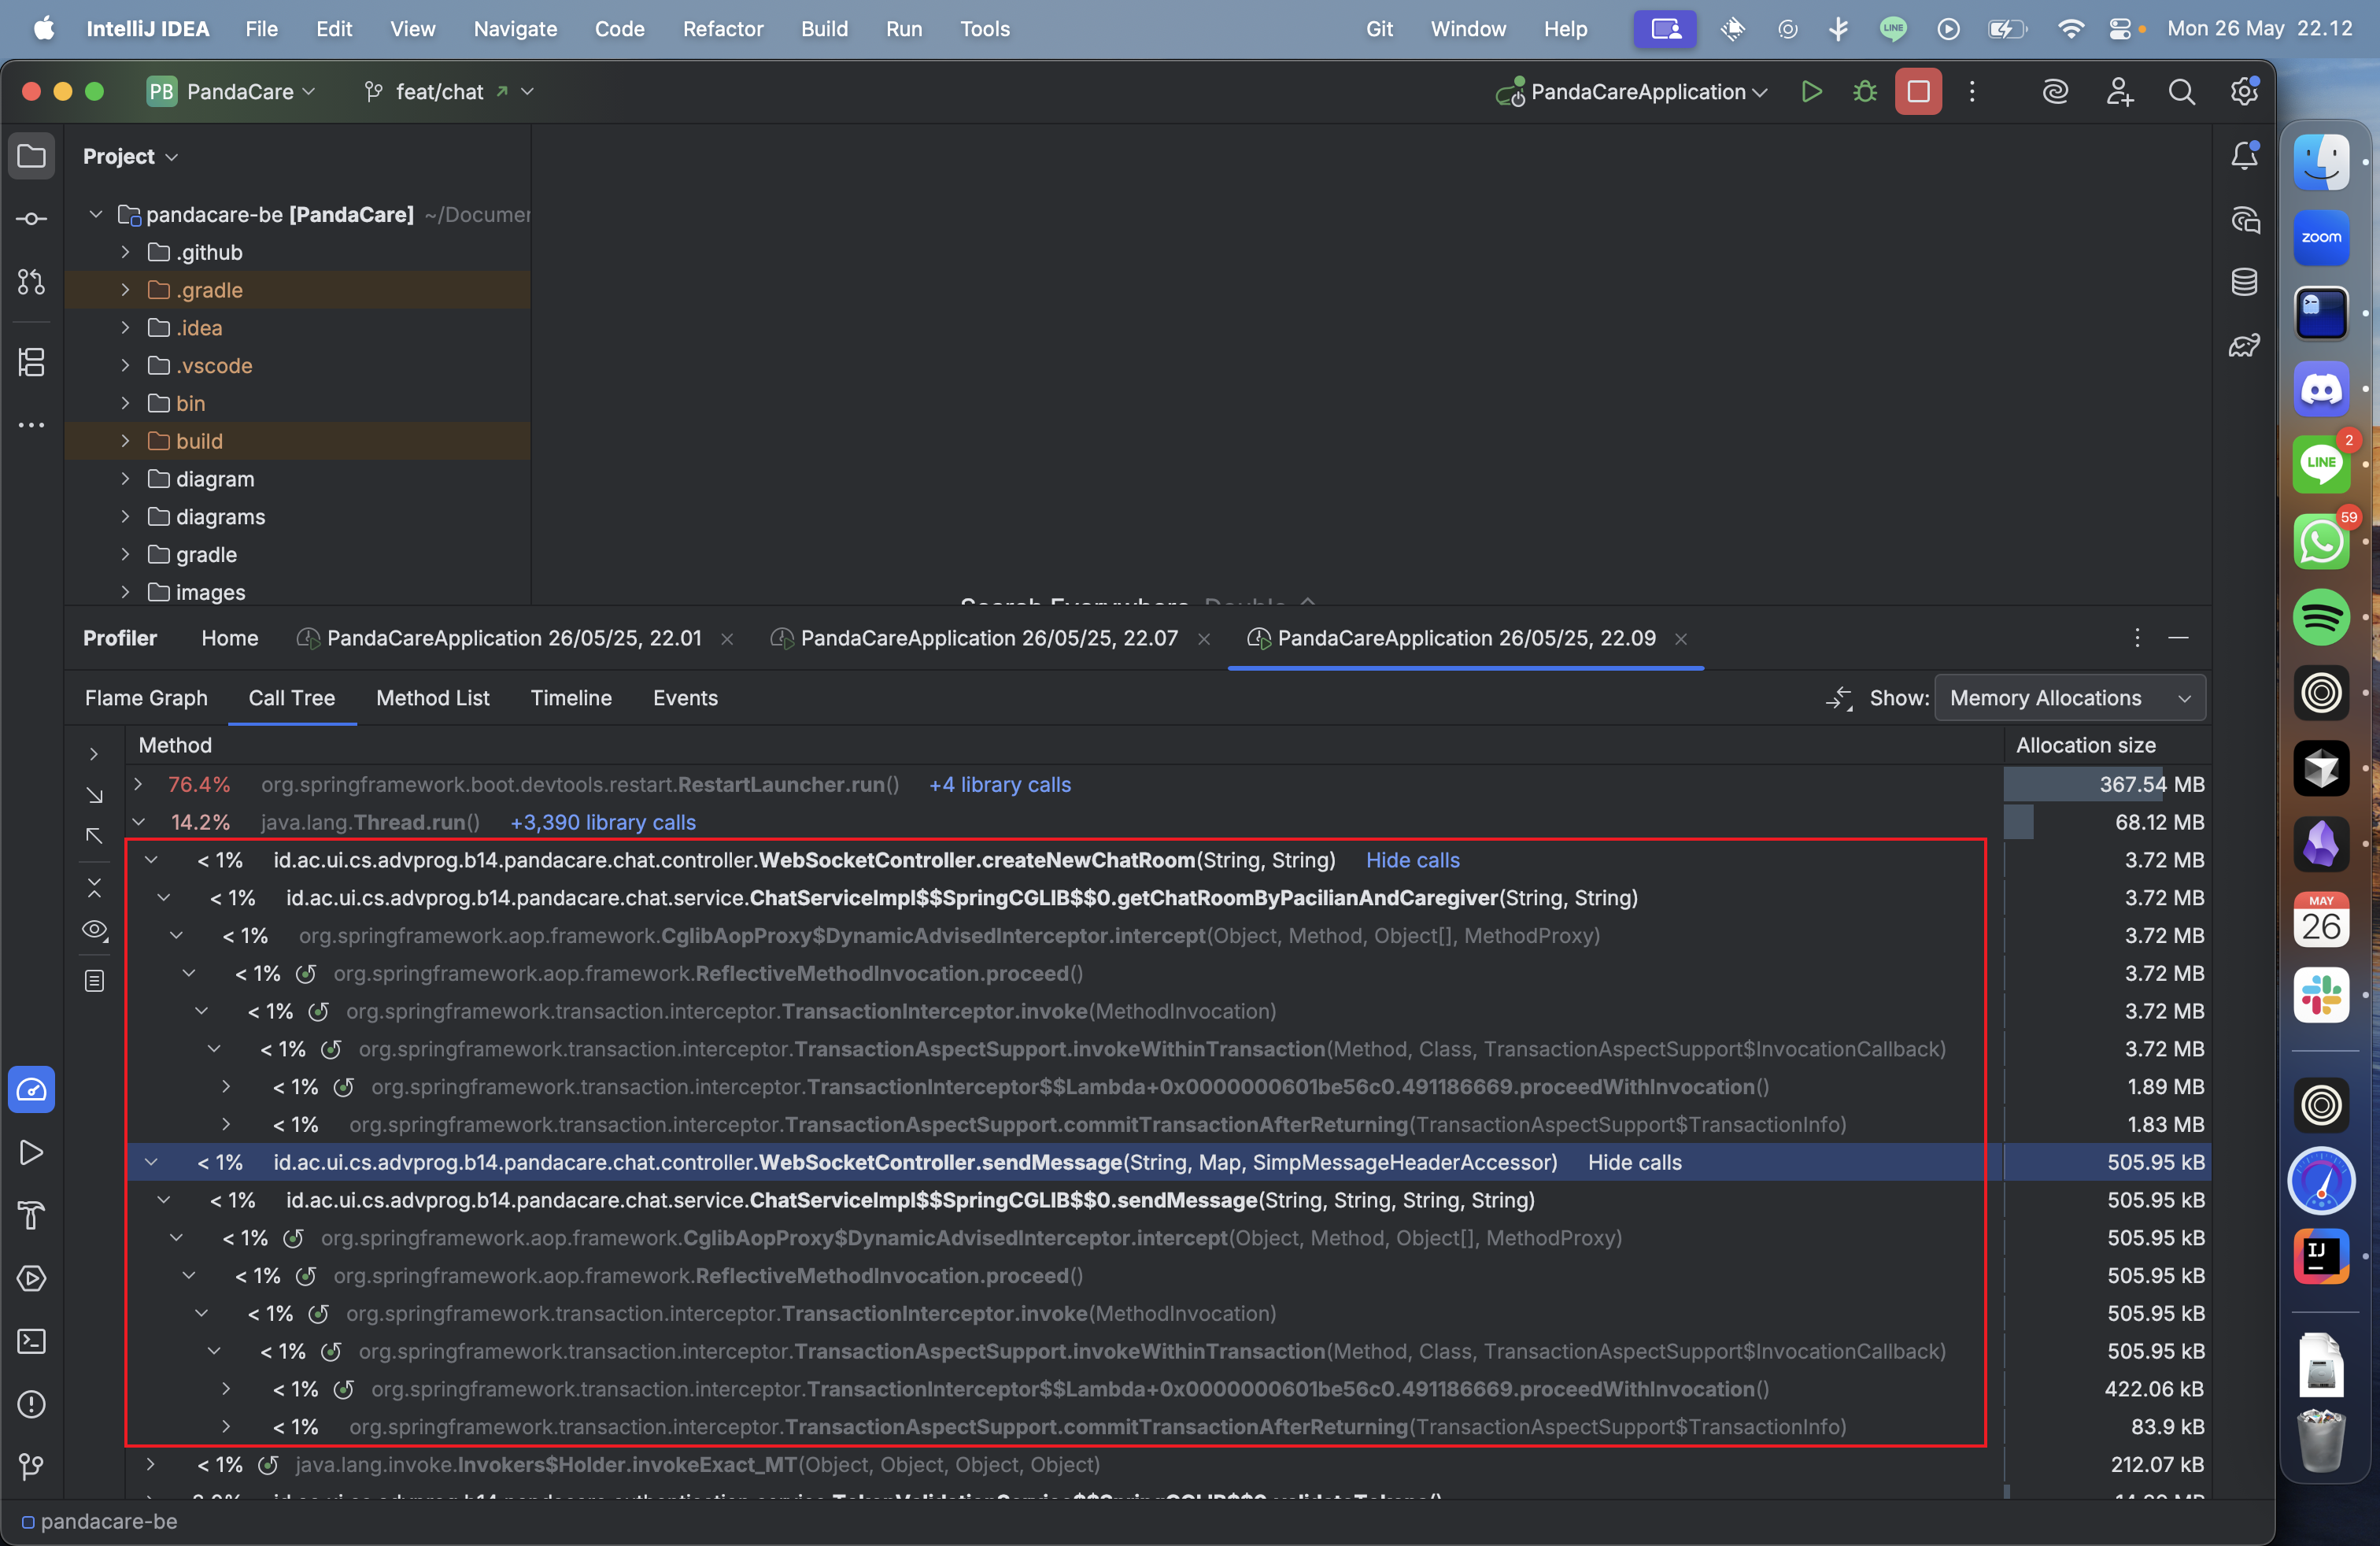 IntelliJ IDEA File Edit View Navigate Code Refactor Build Run Tools Git Window Help LINE Mon 26 May 22.12
PB PandaCare feat/chat PandaCareApplication
Project
pandacare-be [PandaCare] ~/Documen
.github
.gradle
.idea
.vscode
bin
build
diagram
diagrams
gradle
images
Search Everywhere Double
zoom
2
LINE
59
MAY
26
IJ
Profiler Home PandaCareApplication 26/05/25, 22.01 PandaCareApplication 26/05/25, 22.07 PandaCareApplication 26/05/25, 22.09
Flame Graph Call Tree Method List Timeline Events Show: Memory Allocations
Method Allocation size
76.4% org.springframework.boot.devtools.restart.RestartLauncher.run() +4 library calls 367.54 MB
14.2% java.lang.Thread.run() +3,390 library calls 68.12 MB
< 1% id.ac.ui.cs.advprog.b14.pandacare.chat.controller.WebSocketController.createNewChatRoom(String, String) Hide calls 3.72 MB
< 1% id.ac.ui.cs.advprog.b14.pandacare.chat.service.ChatServiceImpl$$SpringCGLIB$$0.getChatRoomByPacilianAndCaregiver(String, String) 3.72 MB
< 1% org.springframework.aop.framework.CglibAopProxy$DynamicAdvisedInterceptor.intercept(Object, Method, Object[], MethodProxy) 3.72 MB
< 1% org.springframework.aop.framework.ReflectiveMethodInvocation.proceed() 3.72 MB
< 1% org.springframework.transaction.interceptor.TransactionInterceptor.invoke(MethodInvocation) 3.72 MB
< 1% org.springframework.transaction.interceptor.TransactionAspectSupport.invokeWithinTransaction(Method, Class, TransactionAspectSupport$InvocationCallback) 3.72 MB
< 1% org.springframework.transaction.interceptor.TransactionInterceptor$$Lambda+0x0000000601be56c0.491186669.proceedWithInvocation() 1.89 MB
< 1% org.springframework.transaction.interceptor.TransactionAspectSupport.commitTransactionAfterReturning(TransactionAspectSupport$TransactionInfo) 1.83 MB
< 1% id.ac.ui.cs.advprog.b14.pandacare.chat.controller.WebSocketController.sendMessage(String, Map, SimpMessageHeaderAccessor) Hide calls 505.95 kB
< 1% id.ac.ui.cs.advprog.b14.pandacare.chat.service.ChatServiceImpl$$SpringCGLIB$$0.sendMessage(String, String, String, String) 505.95 kB
< 1% org.springframework.aop.framework.CglibAopProxy$DynamicAdvisedInterceptor.intercept(Object, Method, Object[], MethodProxy) 505.95 kB
< 1% org.springframework.aop.framework.ReflectiveMethodInvocation.proceed() 505.95 kB
< 1% org.springframework.transaction.interceptor.TransactionInterceptor.invoke(MethodInvocation) 505.95 kB
< 1% org.springframework.transaction.interceptor.TransactionAspectSupport.invokeWithinTransaction(Method, Class, TransactionAspectSupport$InvocationCallback) 505.95 kB
< 1% org.springframework.transaction.interceptor.TransactionInterceptor$$Lambda+0x0000000601be56c0.491186669.proceedWithInvocation() 422.06 kB
< 1% org.springframework.transaction.interceptor.TransactionAspectSupport.commitTransactionAfterReturning(TransactionAspectSupport$TransactionInfo) 83.9 kB
< 1% java.lang.invoke.Invokers$Holder.invokeExact_MT(Object, Object, Object, Object) 212.07 kB
pandacare-be